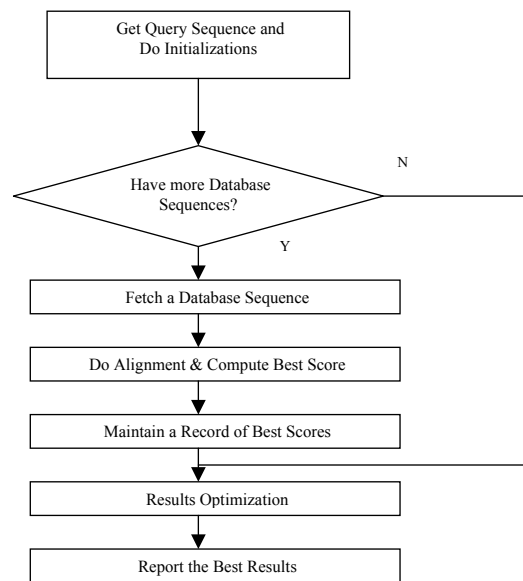 Get Query Sequence and
Do Initializations
N
Have more Database
Sequences?
Y
Fetch a Database Sequence
Do Alignment & Compute Best Score
Maintain a Record of Best Scores
Results Optimization
Report the Best Results